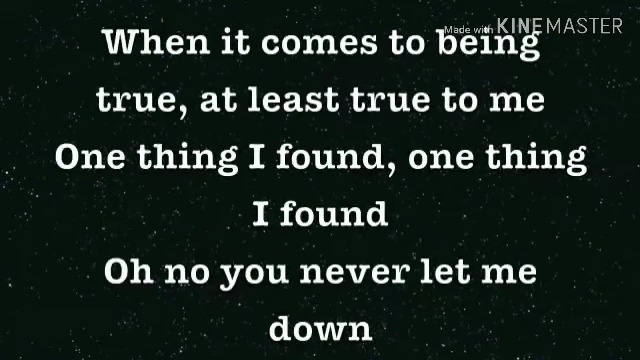 Made with KINEMASTER
When it comes to being
true, at least true to me
One thing I found, one thing
I found
Oh no you never let me
down